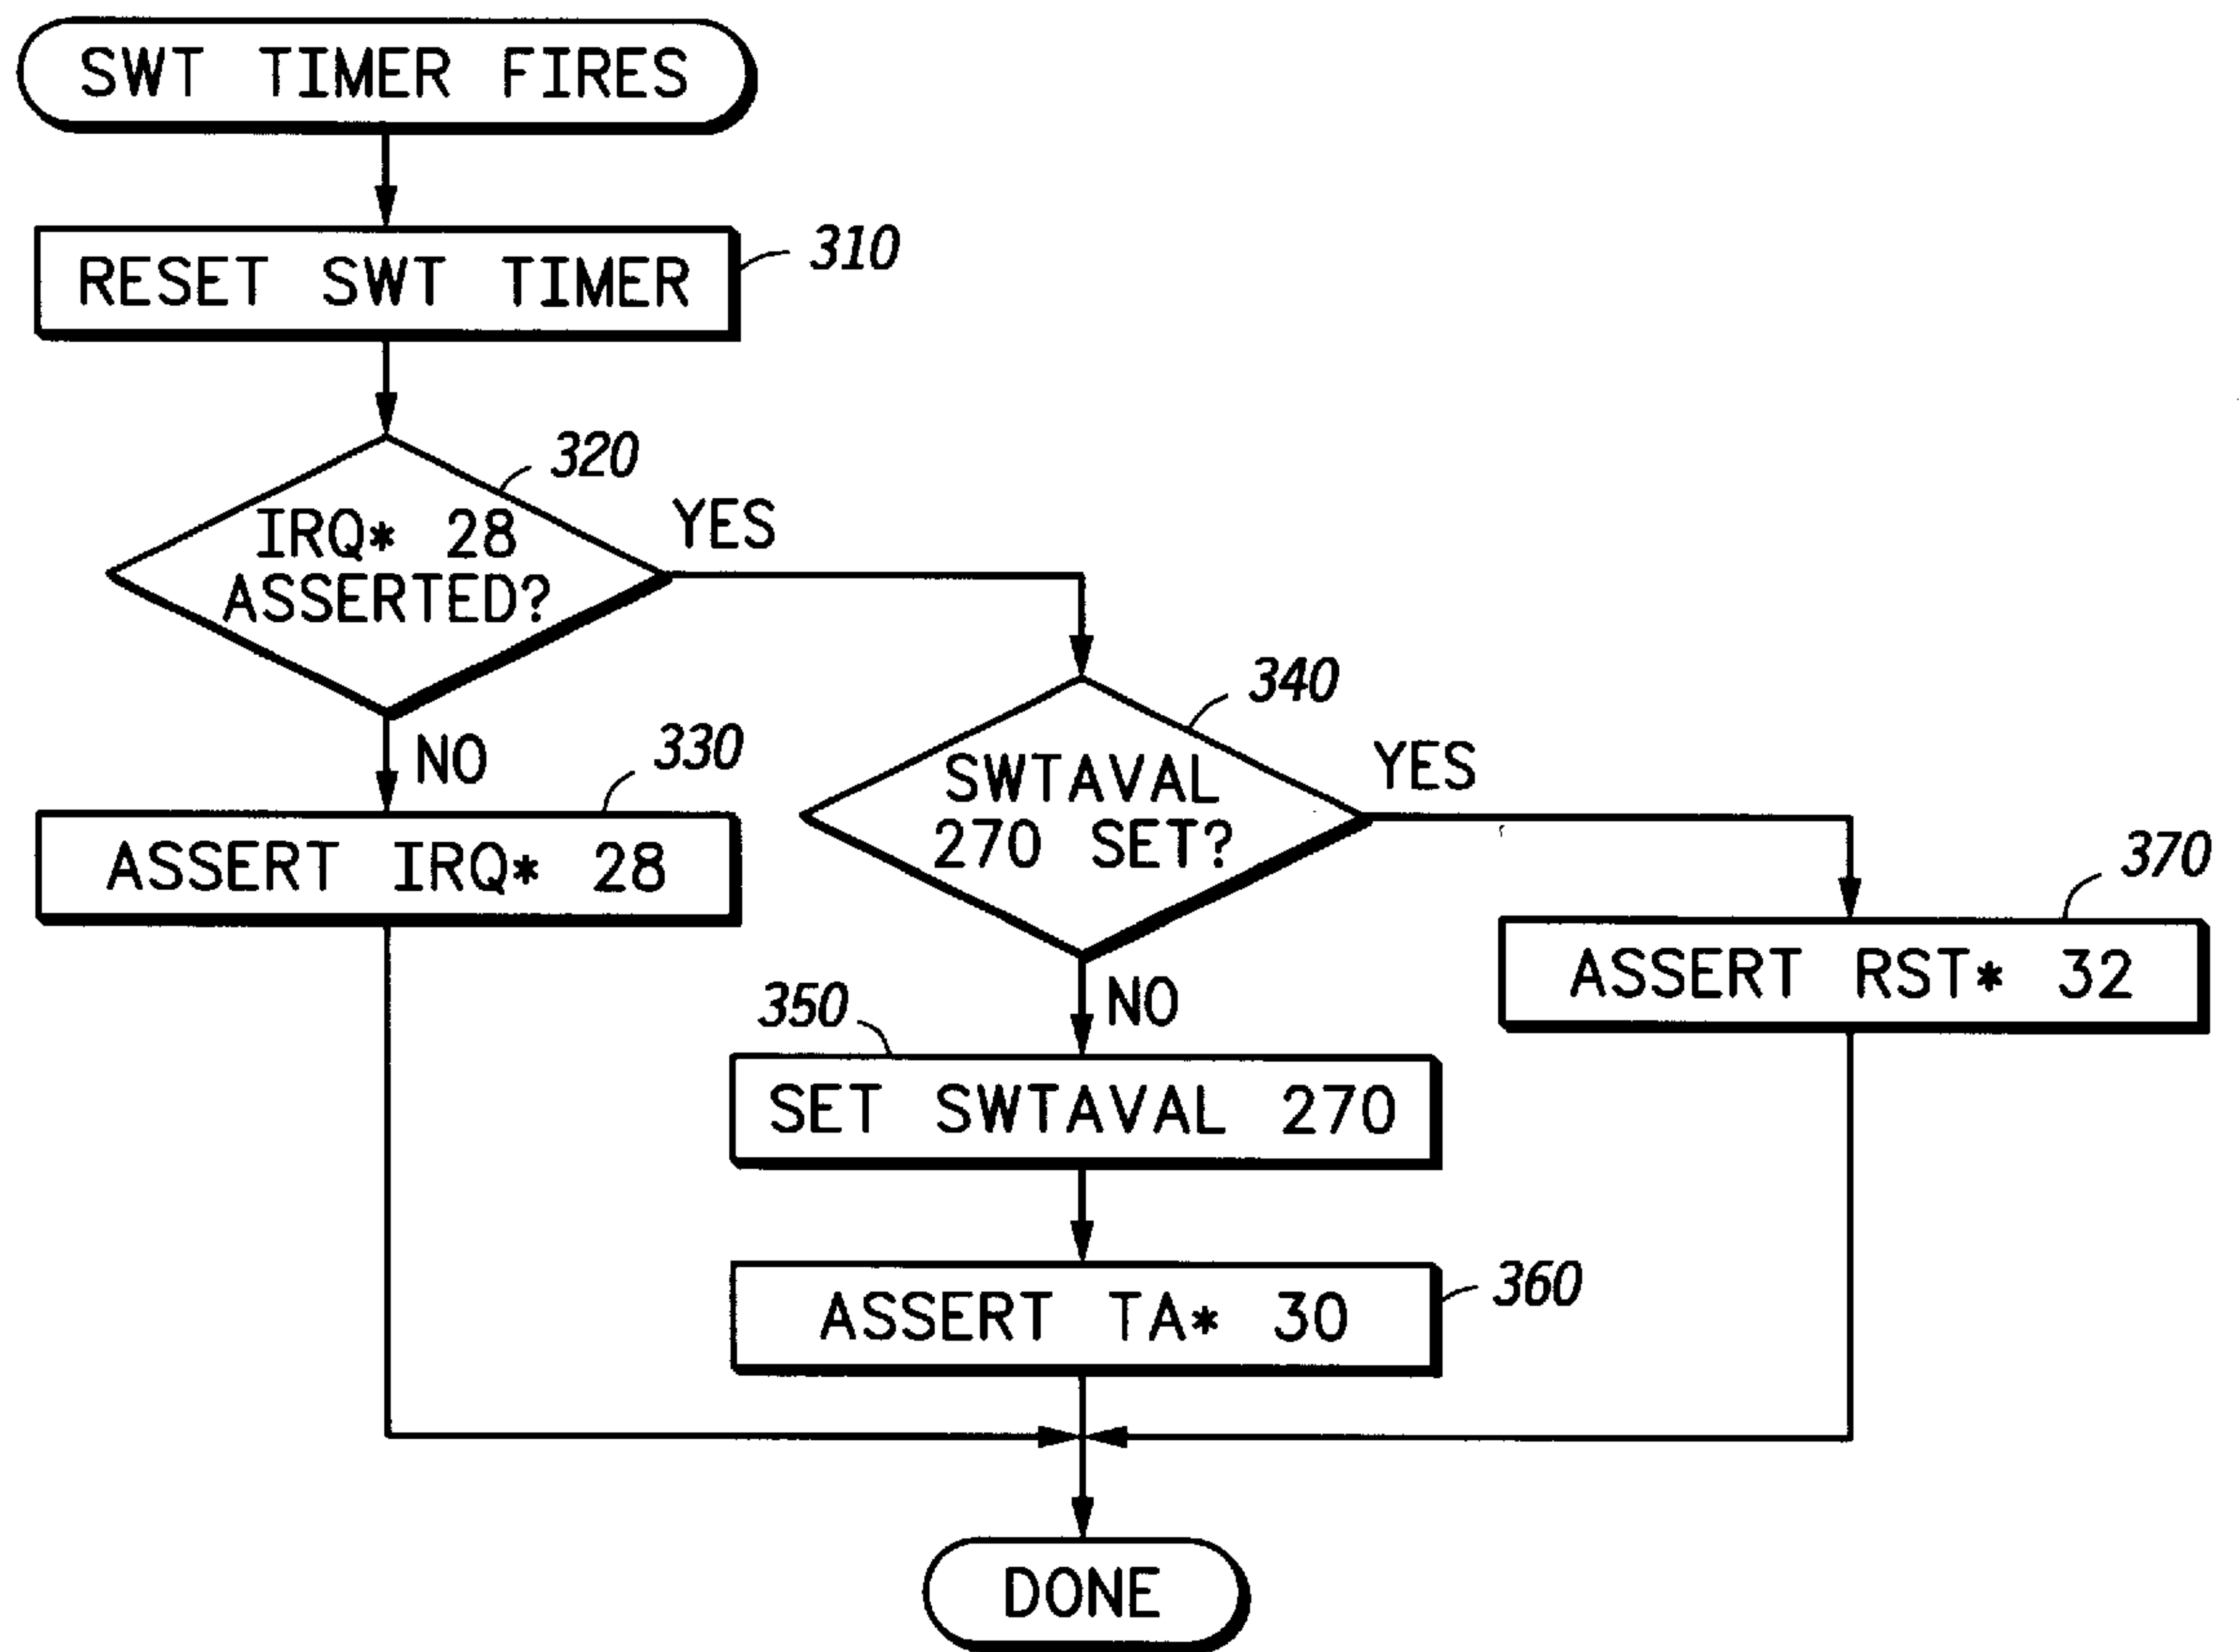 SWT TIMER FIRES
RESET SWT TIMER
310
320
IRQ* 28
ASSERTED?
YES
NO
330
ASSERT IRQ* 28
340
SWTAVAL
270 SET?
YES
NO
370
ASSERT RST* 32
350
SET SWTAVAL 270
ASSERT TA* 30
360
DONE